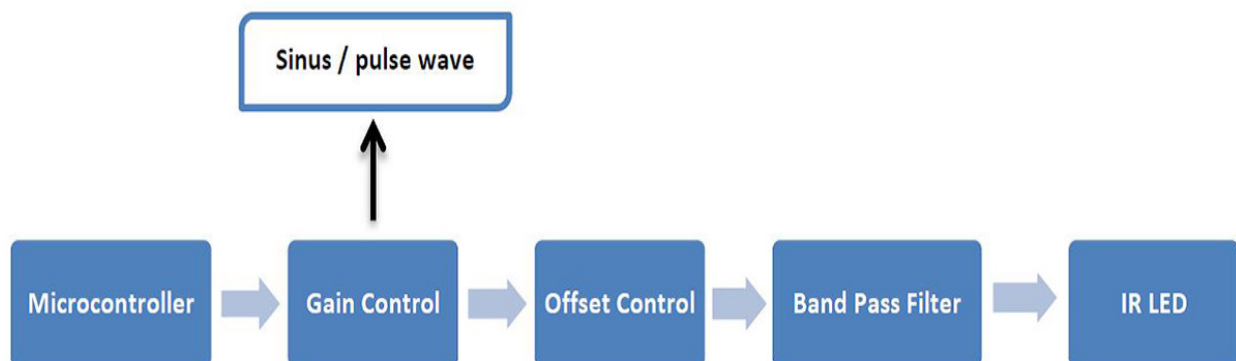 Sinus / pulse wave
Microcontroller
Gain Control
Offset Control
Band Pass Filter
IR LED